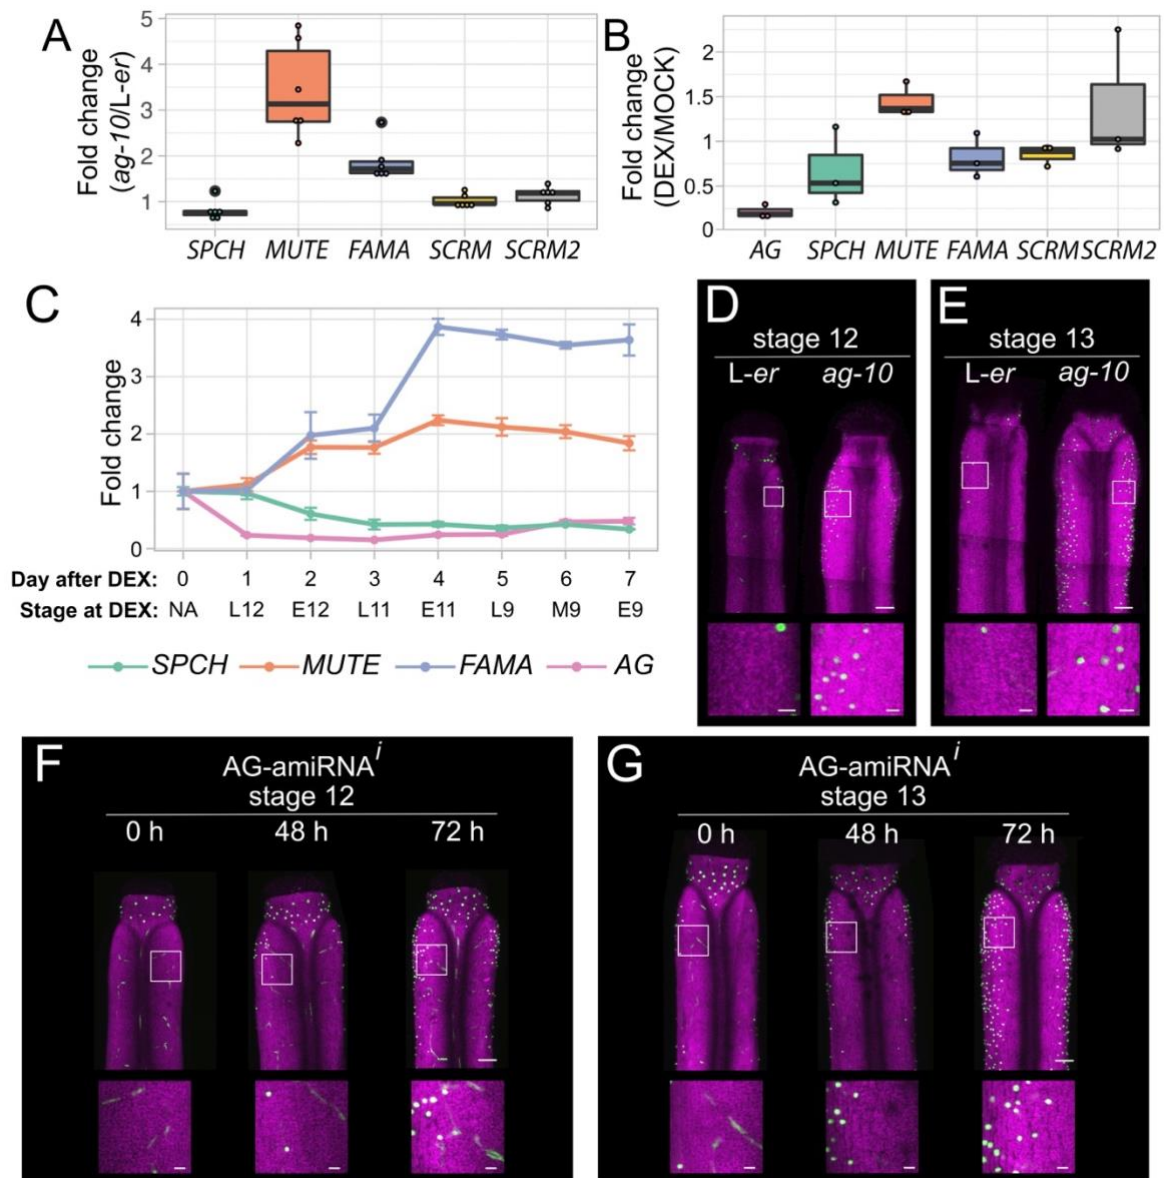 A
Fold change
(ag-10/L-er)
5
4
3
2
1
SPCH MUTE FAMA SCRM SCRM2
B
Fold change
(DEX/MOCK)
2
1.5
1
0.5
0
AG SPCH MUTE FAMA SCRM SCRM2
C
Fold change
4
3
2
1
0
Day after DEX: 0 1 2 3 4 5 6 7
Stage at DEX: NA L12 E12 L11 E11 L9 M9 E9
SPCH MUTE FAMA AG
D
stage 12
L-er ag-10
E
stage 13
L-er ag-10
F
AG-amiRNAⁱ
stage 12
0 h 48 h 72 h
G
AG-amiRNAⁱ
stage 13
0 h 48 h 72 h